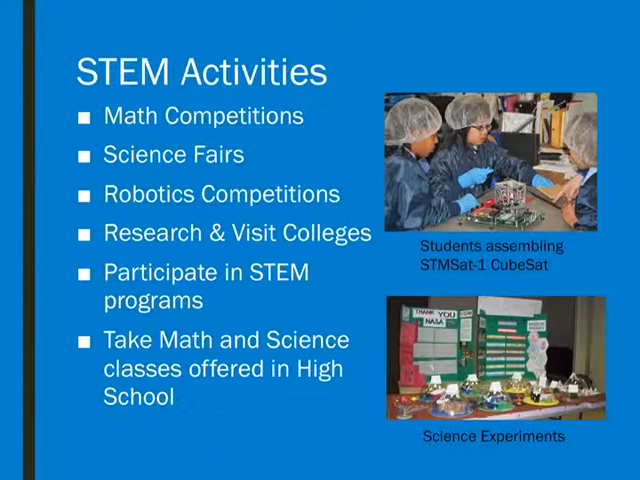 STEM Activities
Math Competitions
Science Fairs
Robotics Competitions
Research & Visit Colleges
Participate in STEM
programs
Take Math and Science
classes offered in High
School
Students assembling
STMSat-1 CubeSat
THANK YOU
NASA
Science Experiments